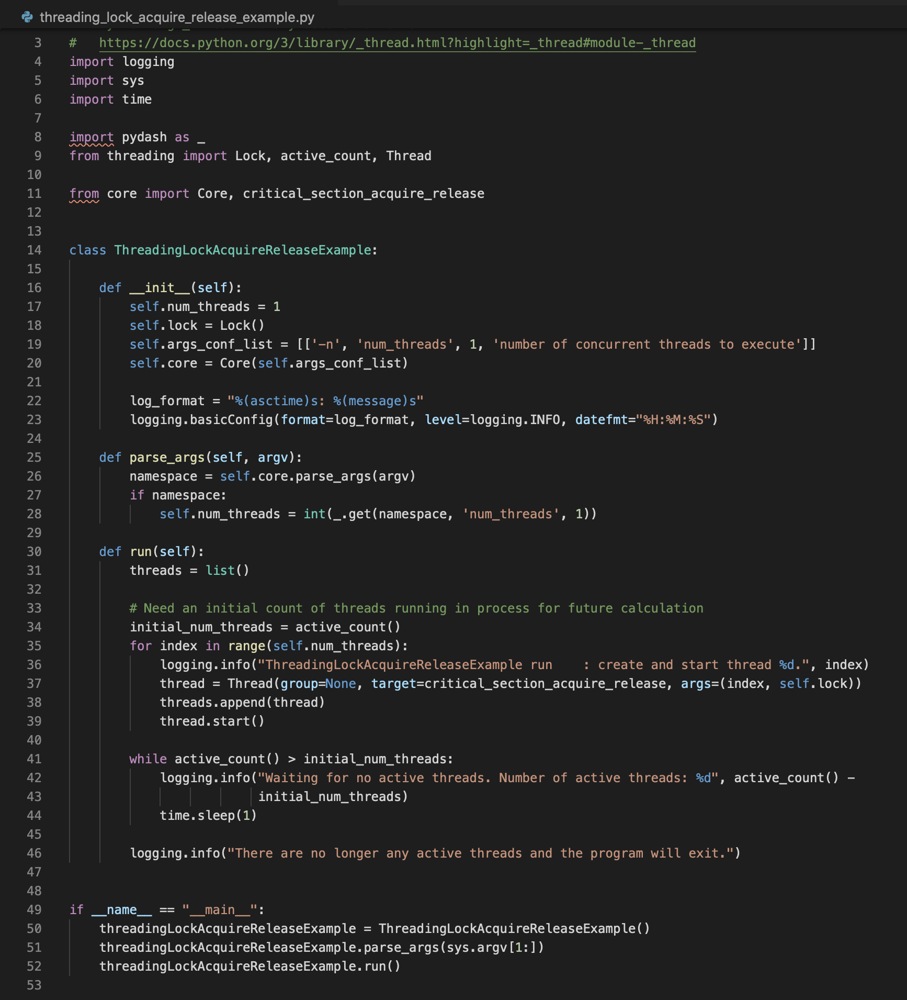 threading_lock_acquire_release_example.py
3 #   https://docs.python.org/3/library/_thread.html?highlight=_thread#module-_thread
4 import logging
5 import sys
6 import time
7
8 import pydash as _
9 from threading import Lock, active_count, Thread
10
11 from core import Core, critical_section_acquire_release
12
13
14 class ThreadingLockAcquireReleaseExample:
15
16     def __init__(self):
17         self.num_threads = 1
18         self.lock = Lock()
19         self.args_conf_list = [['-n', 'num_threads', 1, 'number of concurrent threads to execute']]
20         self.core = Core(self.args_conf_list)
21
22         log_format = "%(asctime)s: %(message)s"
23         logging.basicConfig(format=log_format, level=logging.INFO, datefmt="%H:%M:%S")
24
25     def parse_args(self, argv):
26         namespace = self.core.parse_args(argv)
27         if namespace:
28             self.num_threads = int(_.get(namespace, 'num_threads', 1))
29
30     def run(self):
31         threads = list()
32
33         # Need an initial count of threads running in process for future calculation
34         initial_num_threads = active_count()
35         for index in range(self.num_threads):
36             logging.info("ThreadingLockAcquireReleaseExample run    : create and start thread %d.", index)
37             thread = Thread(group=None, target=critical_section_acquire_release, args=(index, self.lock))
38             threads.append(thread)
39             thread.start()
40
41         while active_count() > initial_num_threads:
42             logging.info("Waiting for no active threads. Number of active threads: %d", active_count() -
43                          initial_num_threads)
44             time.sleep(1)
45
46         logging.info("There are no longer any active threads and the program will exit.")
47
48
49 if __name__ == "__main__":
50     threadingLockAcquireReleaseExample = ThreadingLockAcquireReleaseExample()
51     threadingLockAcquireReleaseExample.parse_args(sys.argv[1:])
52     threadingLockAcquireReleaseExample.run()
53